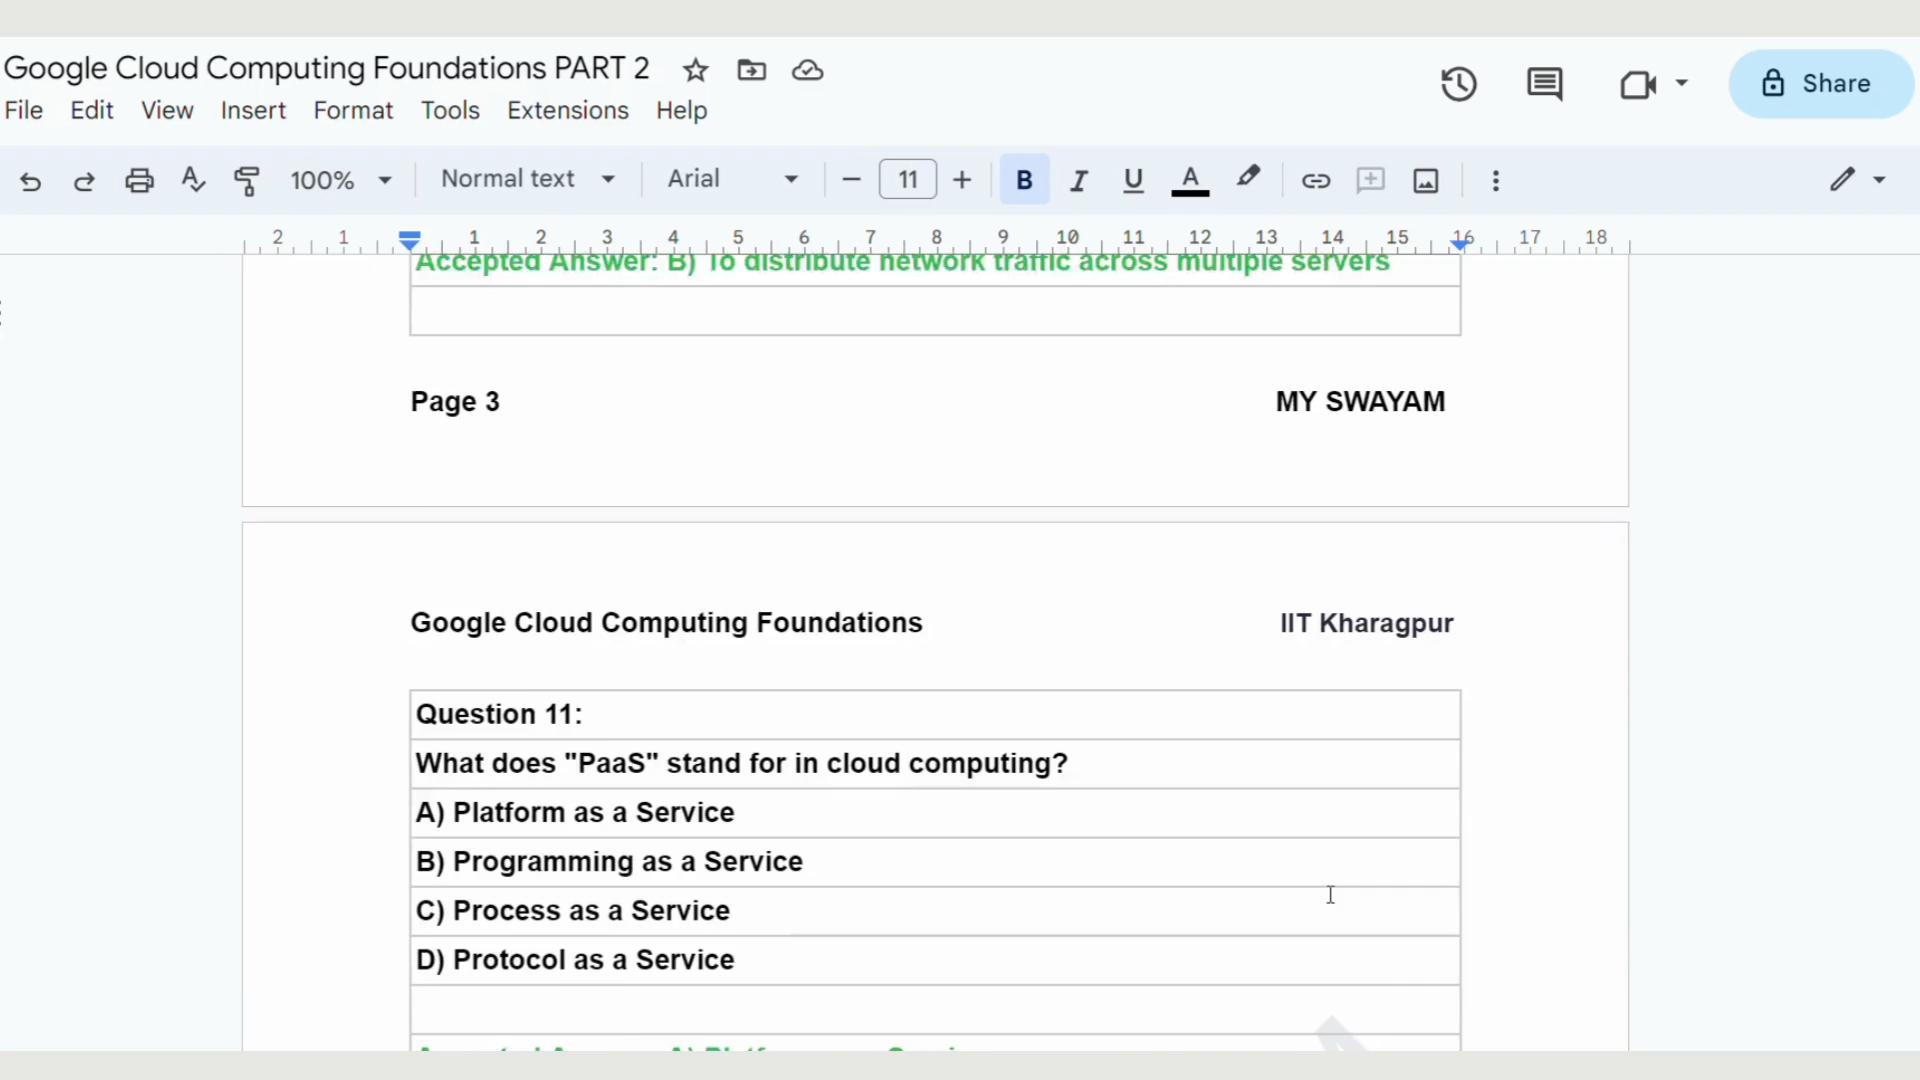 Google Cloud Computing Foundations PART 2
File Edit View Insert Format Tools Extensions Help
Share
100% Normal text Arial 11 B I U A
2 1 1 2 3 4 5 6 7 8 9 10 11 12 13 14 15 16 17 18
Accepted Answer: B) To distribute network traffic across multiple servers
Page 3 MY SWAYAM
Google Cloud Computing Foundations IIT Kharagpur
Question 11:
What does "PaaS" stand for in cloud computing?
A) Platform as a Service
B) Programming as a Service
C) Process as a Service
D) Protocol as a Service